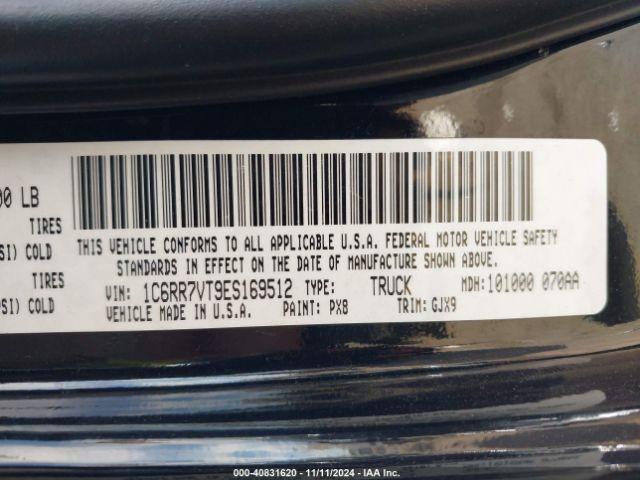 00 LB
TIRES
THIS VEHICLE CONFORMS TO ALL APPLICABLE U.S.A. FEDERAL MOTOR VEHICLE SAFETY
SI) COLD
STANDARDS IN EFFECT ON THE DATE OF MANUFACTURE SHOWN ABOVE.
TIRES
VIN: 1C6RR7VT9ES169512 TYPE: TRUCK MDH: 101000 070AA
PSI) COLD
VEHICLE MADE IN U.S.A. PAINT: PX8 TRIM: GJX9
000-40831620 - 11/11/2024 - IAA Inc.